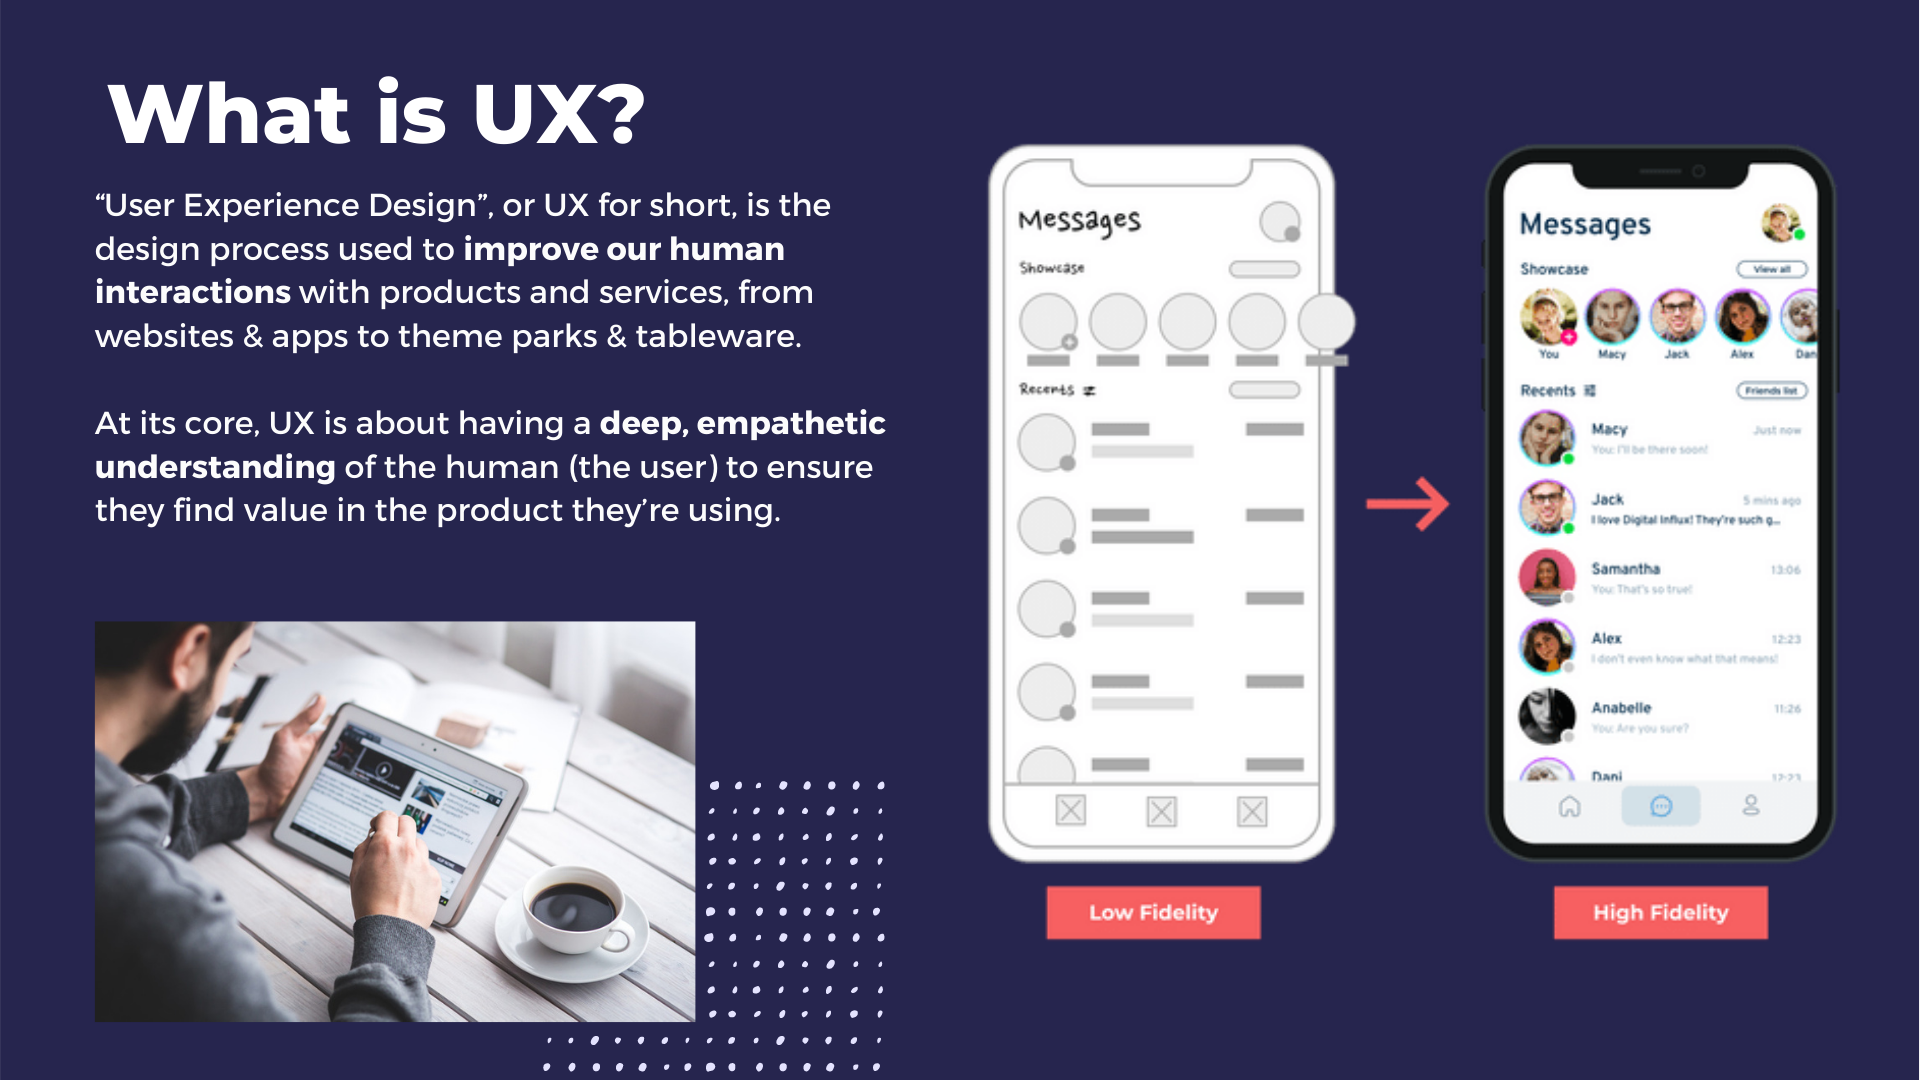 What is UX?
“User Experience Design”, or UX for short, is the
design process used to improve our human
interactions with products and services, from
websites & apps to theme parks & tableware.
At its core, UX is about having a deep, empathetic
understanding of the human (the user) to ensure
they find value in the product they’re using.
Messages
Showcase
Recents
Low Fidelity
Messages
Showcase
View all
You
Macy
Jack
Alex
Dan
Recents
Friends list
Macy
Just now
You: I'll be there soon!
Jack
5 mins ago
I love Digital Influx! They're such g...
Samantha
13:06
You: That's so true!
Alex
12:23
I don't even know what that means!
Anabelle
11:26
You: Are you sure?
Dani
12:23
High Fidelity